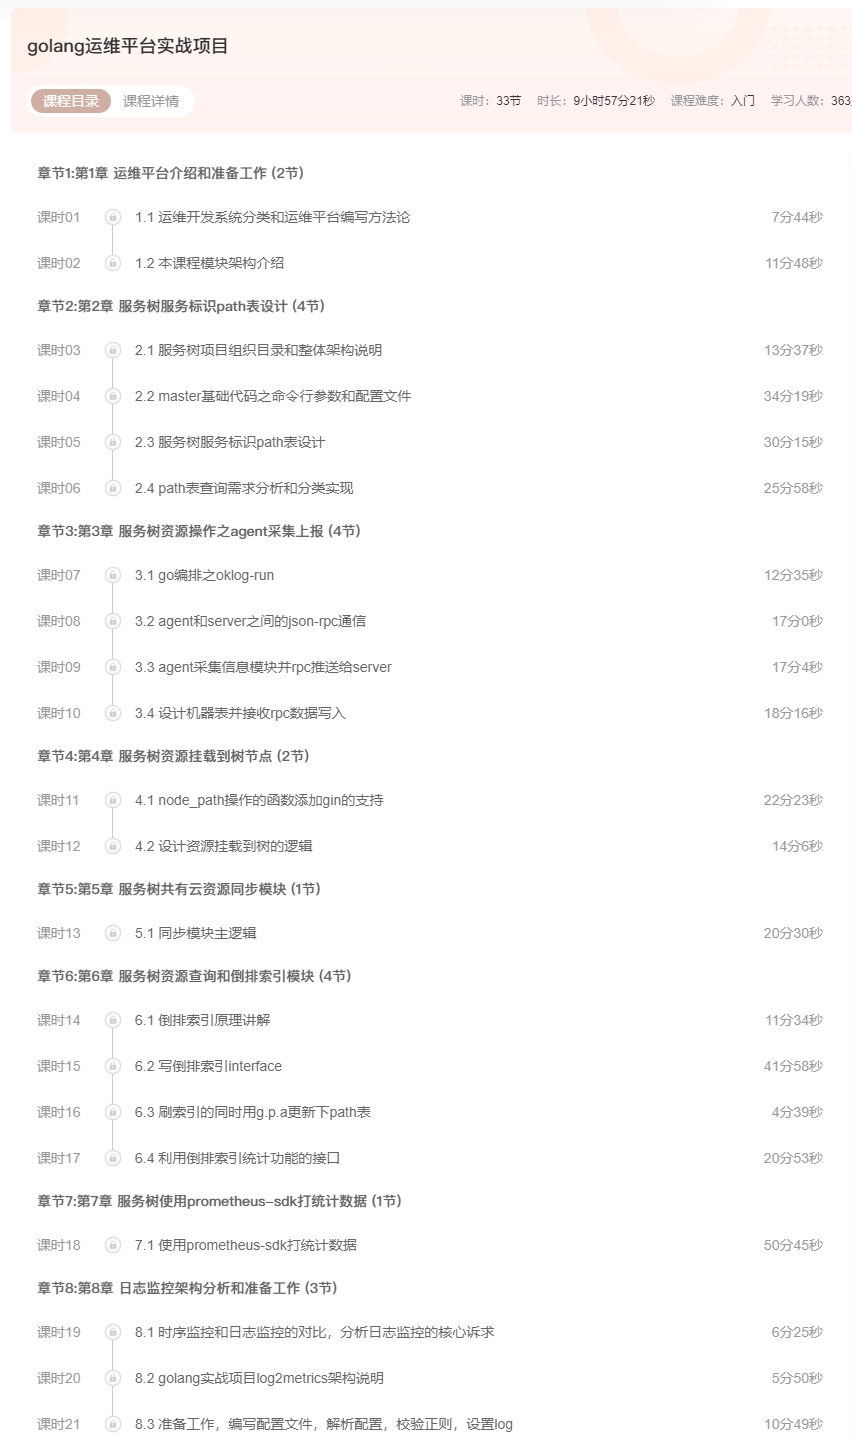 golang运维平台实战项目
课程目录 课程详情 课时：33节 时长：9小时57分21秒 课程难度：入门 学习人数：363
章节1:第1章 运维平台介绍和准备工作 (2节)
课时01 1.1 运维开发系统分类和运维平台编写方法论 7分44秒
课时02 1.2 本课程模块架构介绍 11分48秒
章节2:第2章 服务树服务标识path表设计 (4节)
课时03 2.1 服务树项目组织目录和整体架构说明 13分37秒
课时04 2.2 master基础代码之命令行参数和配置文件 34分19秒
课时05 2.3 服务树服务标识path表设计 30分15秒
课时06 2.4 path表查询需求分析和分类实现 25分58秒
章节3:第3章 服务树资源操作之agent采集上报 (4节)
课时07 3.1 go编排之oklog-run 12分35秒
课时08 3.2 agent和server之间的json-rpc通信 17分0秒
课时09 3.3 agent采集信息模块并rpc推送给server 17分4秒
课时10 3.4 设计机器表并接收rpc数据写入 18分16秒
章节4:第4章 服务树资源挂载到树节点 (2节)
课时11 4.1 node_path操作的函数添加gin的支持 22分23秒
课时12 4.2 设计资源挂载到树的逻辑 14分6秒
章节5:第5章 服务树共有云资源同步模块 (1节)
课时13 5.1 同步模块主逻辑 20分30秒
章节6:第6章 服务树资源查询和倒排索引模块 (4节)
课时14 6.1 倒排索引原理讲解 11分34秒
课时15 6.2 写倒排索引interface 41分58秒
课时16 6.3 刷索引的同时用g.p.a更新下path表 4分39秒
课时17 6.4 利用倒排索引统计功能的接口 20分53秒
章节7:第7章 服务树使用prometheus-sdk打统计数据 (1节)
课时18 7.1 使用prometheus-sdk打统计数据 50分45秒
章节8:第8章 日志监控架构分析和准备工作 (3节)
课时19 8.1 时序监控和日志监控的对比，分析日志监控的核心诉求 6分25秒
课时20 8.2 golang实战项目log2metrics架构说明 5分50秒
课时21 8.3 准备工作，编写配置文件，解析配置，校验正则，设置log 10分49秒